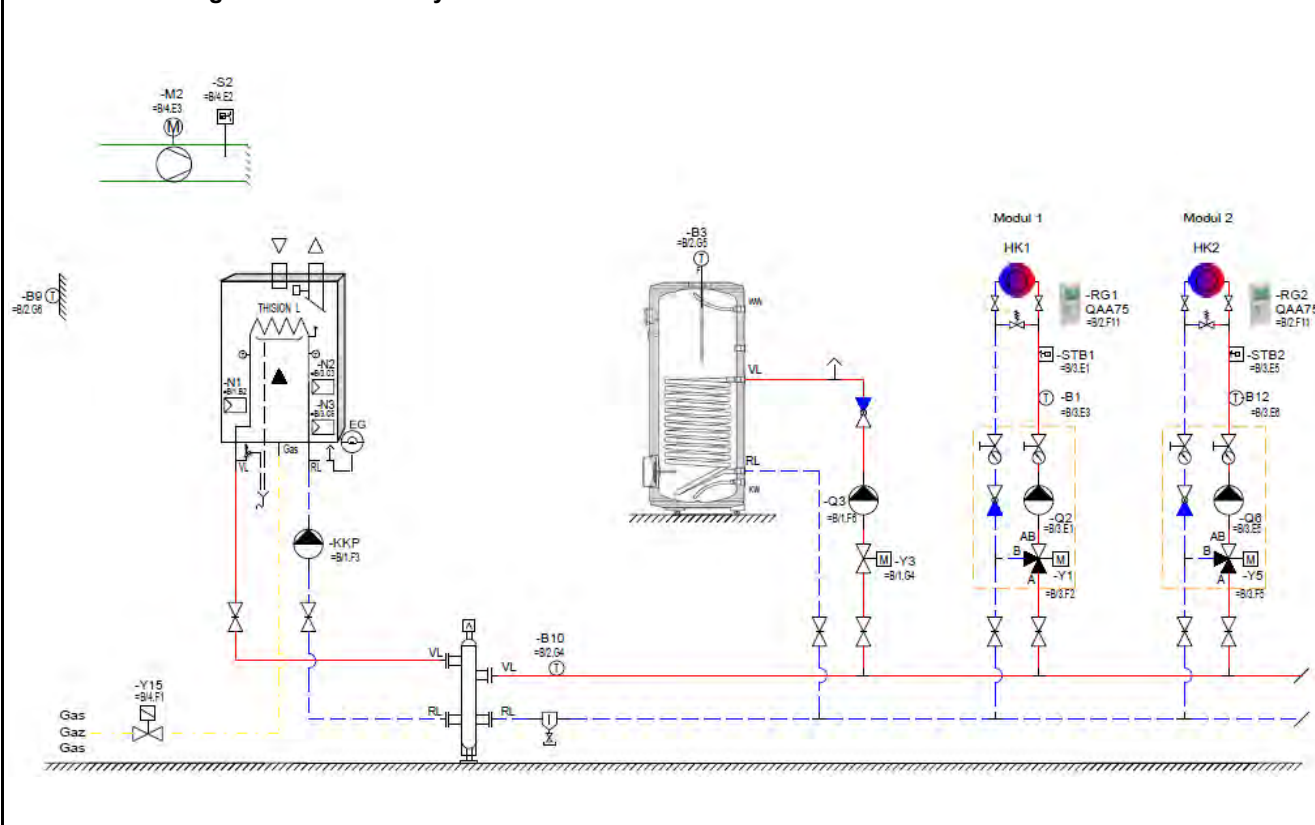 -M2
=B/4.E3
M
-S2
=B/4.E2
-B9
=B/2.G6
T
THISION L
-N1
=B/1.B2
-N2
=B/3.C3
-N3
EG
VL
Gas
RL
-KKP
=B/1.F3
-Y15
=B/4.F1
Gas
Gaz
Gas
A
VL
RL
VL
RL
-B10
=B/2.G4
T
-B3
=B/2.G5
T
F
WA
VL
RL
KW
-Q3
=B/1.F6
M
-Y3
=B/1.G4
Modul 1
HK1
-RG1
QAA75
=B/2.F11
-STB1
=B/3.E1
T
-B1
=B/3.E3
-Q2
=B/3.E1
AB
B
A
M
-Y1
=B/3.F2
Modul 2
HK2
-RG2
QAA75
=B/2.F11
-STB2
=B/3.E5
T
-B12
=B/3.E6
-Q6
=B/3.E5
AB
B
A
M
-Y5
=B/3.F5